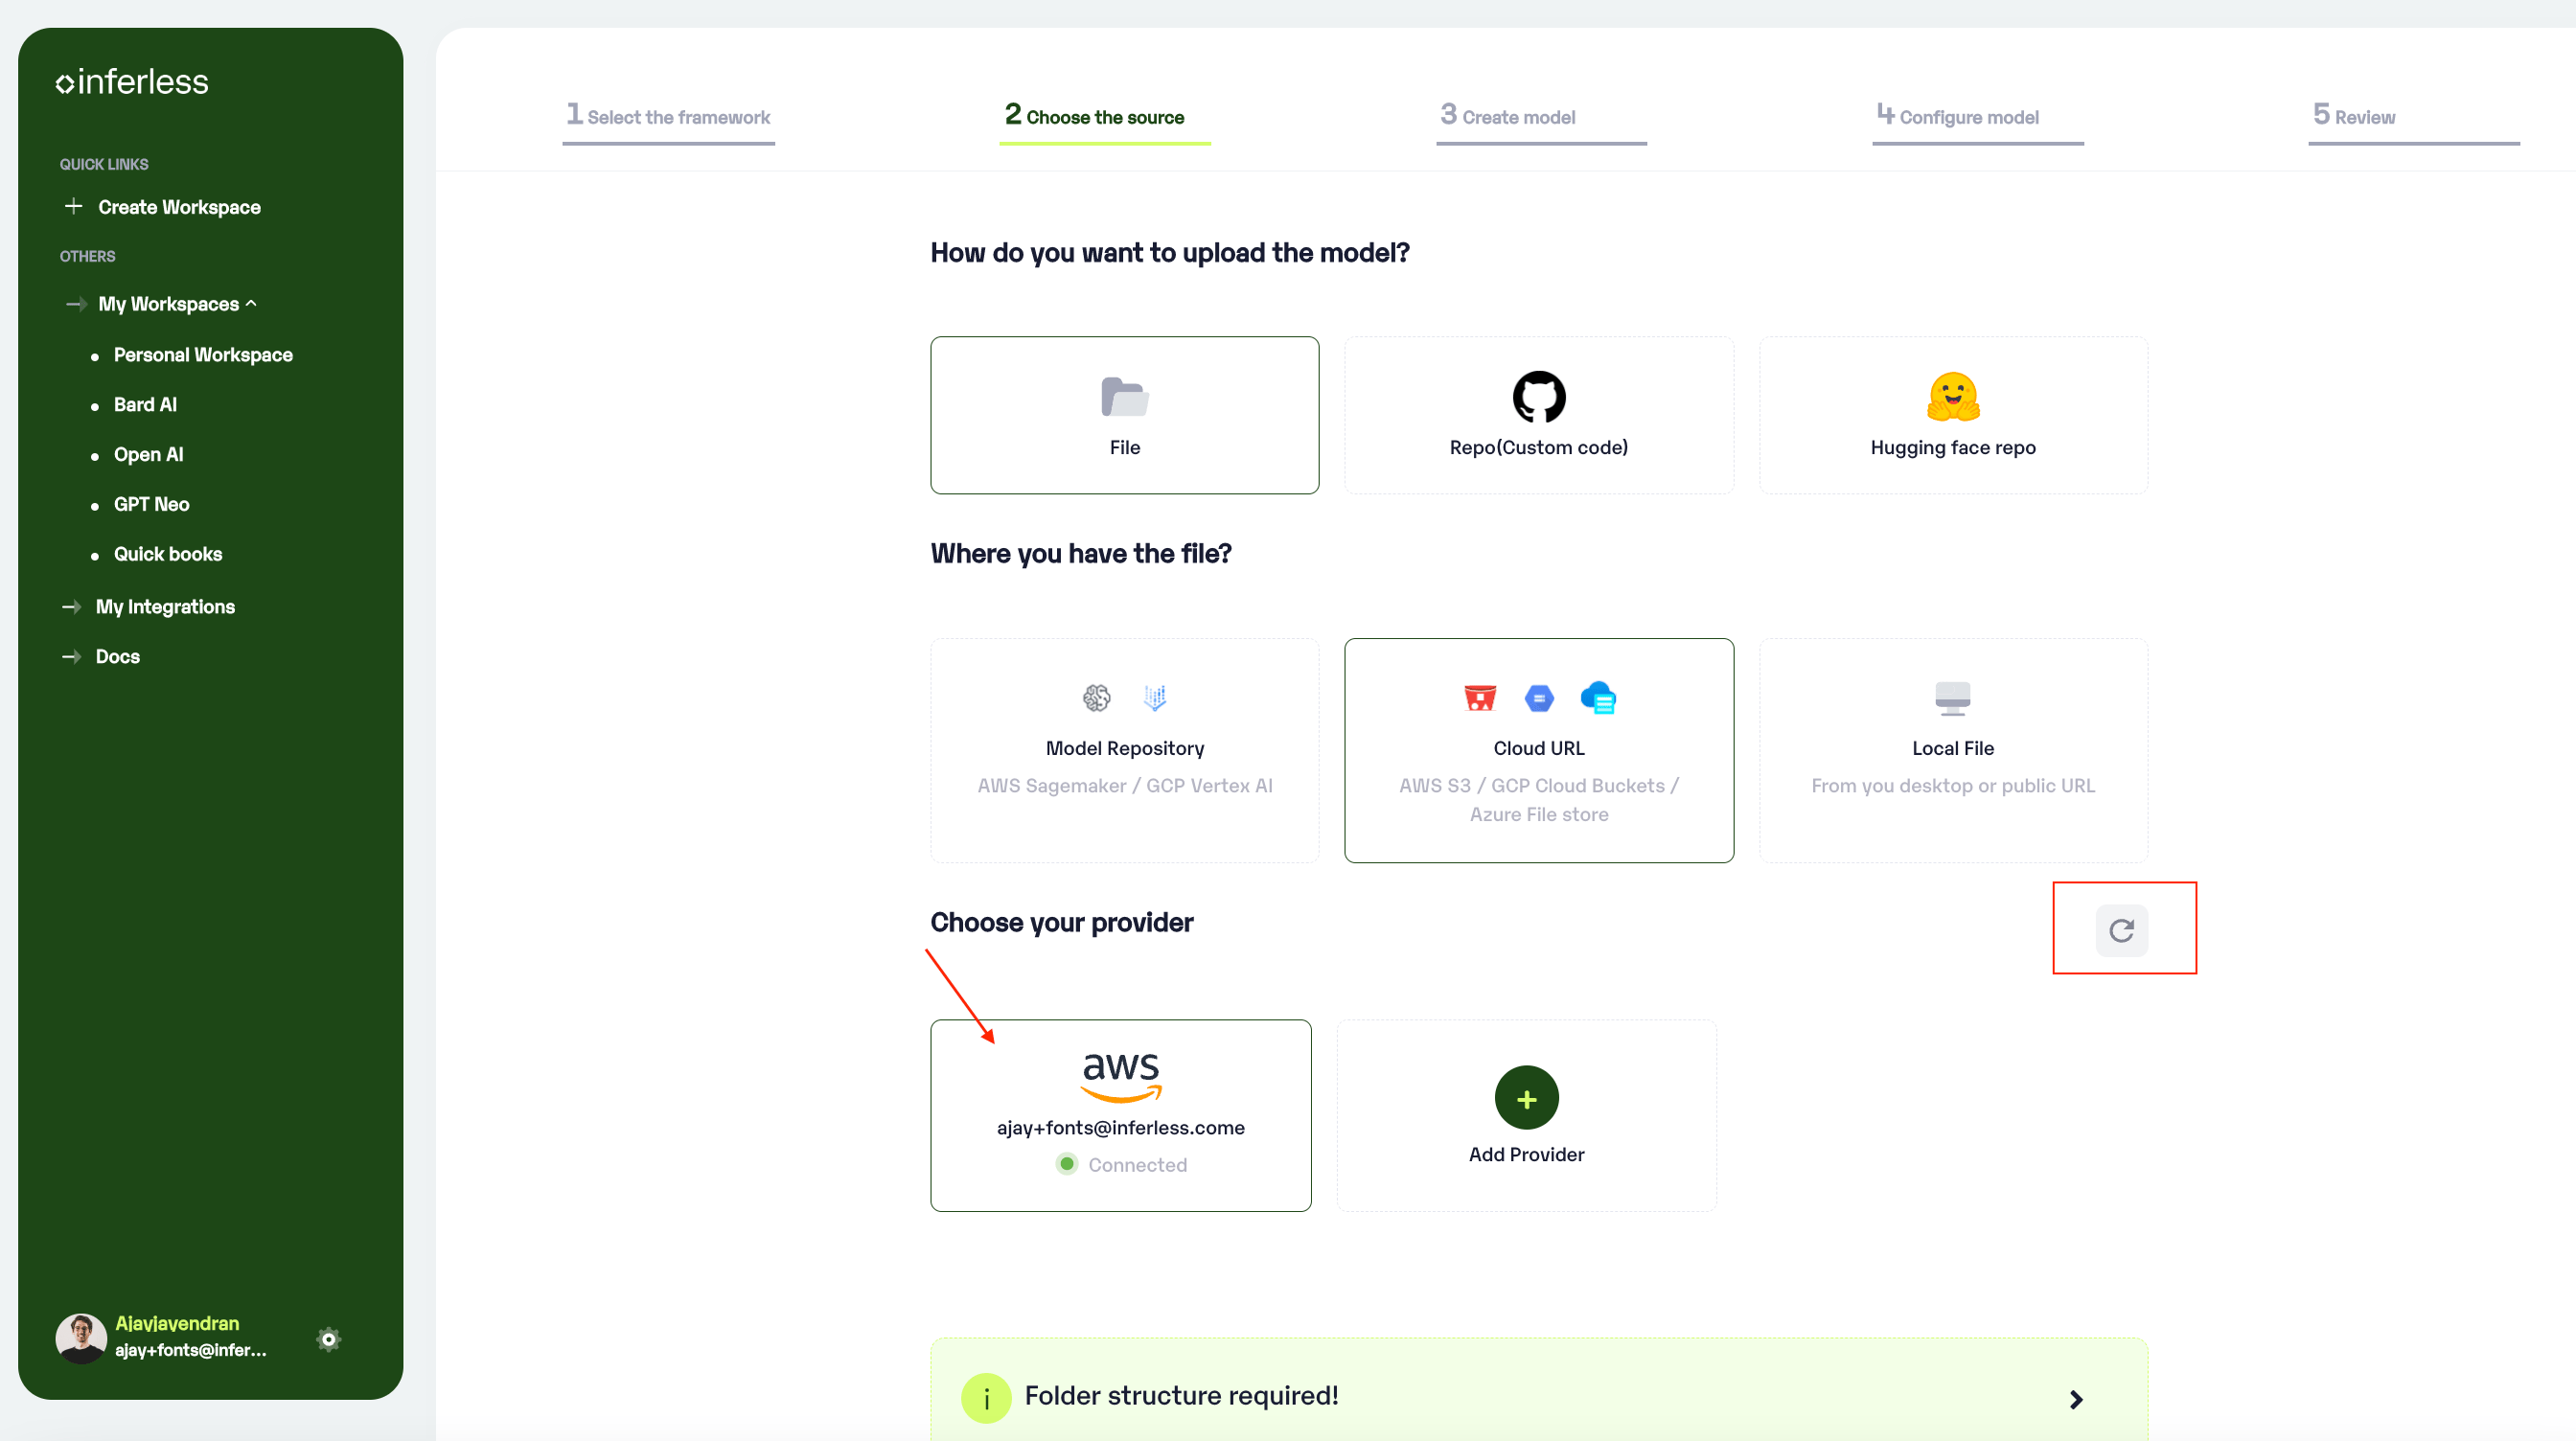 inferless
QUICK LINKS
Create Workspace
OTHERS
My Workspaces
Personal Workspace
Bard AI
Open AI
GPT Neo
Quick books
My Integrations
Docs
Ajayjayendran
ajay+fonts@infer...
1 Select the framework
2 Choose the source
3 Create model
4 Configure model
5 Review
How do you want to upload the model?
File
Repo(Custom code)
Hugging face repo
Where you have the file?
Model Repository
AWS Sagemaker / GCP Vertex AI
Cloud URL
AWS S3 / GCP Cloud Buckets /
Azure File store
Local File
From you desktop or public URL
Choose your provider
aws
ajay+fonts@inferless.come
Connected
+
Add Provider
i
Folder structure required!